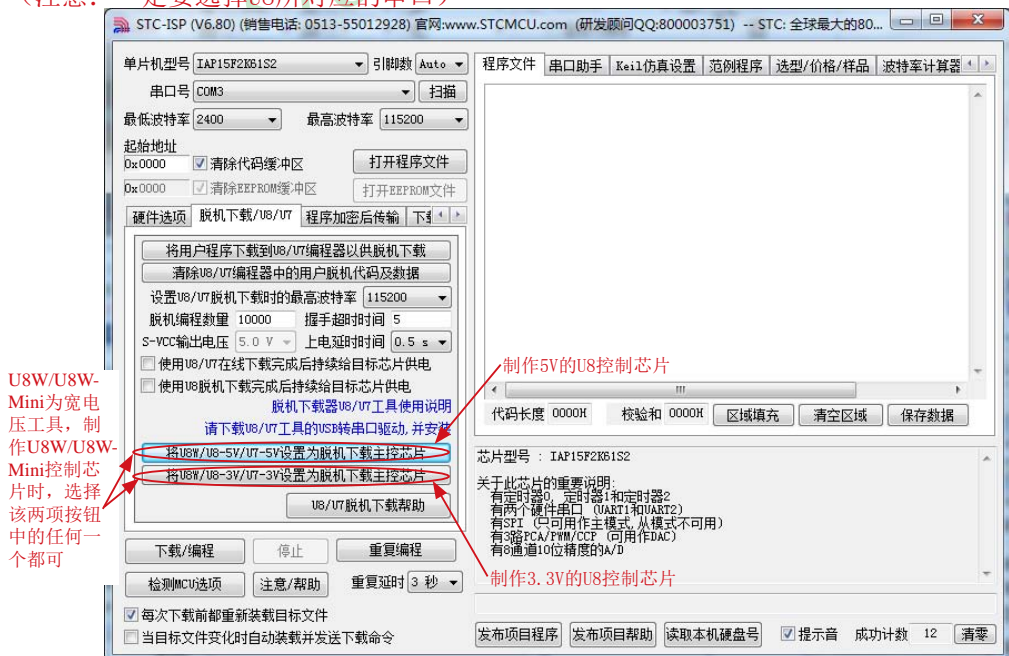 （注意：一定要选择U8所对应的串口）
STC-ISP (V6.80) (销售电话: 0513-55012928) 官网:www.STCMCU.com (研发顾问QQ:800003751) -- STC: 全球最大的80...
单片机型号 IAP15F2K61S2 引脚数 Auto
串口号 COM3 扫描
最低波特率 2400 最高波特率 115200
起始地址
0x0000 清除代码缓冲区 打开程序文件
0x0000 清除EEPROM缓冲区 打开EEPROM文件
硬件选项 脱机下载/U8/U7 程序加密后传输
将用户程序下载到U8/U7编程器以供脱机下载
清除U8/U7编程器中的用户脱机代码及数据
设置U8/U7脱机下载时的最高波特率 115200
脱机编程数量 10000 握手超时时间 5
S-VCC输出电压 5.0 V 上电延时时间 0.5 s
使用U8/U7在线下载完成后持续给目标芯片供电
使用U8脱机下载完成后持续给目标芯片供电
脱机下载器U8/U7工具使用说明
请下载U8/U7工具的USB转串口驱动,并安装
将U8W/U8-5V/U7-5V设置为脱机下载主控芯片
将U8W/U8-3V/U7-3V设置为脱机下载主控芯片
U8/U7脱机下载帮助
下载/编程 停止 重复编程
检测MCU选项 注意/帮助 重复延时 3 秒
每次下载前都重新装载目标文件
当目标文件变化时自动装载并发送下载命令
U8W/U8W-
Mini为宽电
压工具，制
作U8W/U8W-
Mini控制芯
片时，选择
该两项按钮
中的任何一
个都可
程序文件 串口助手 Keil仿真设置 范例程序 选型/价格/样品 波特率计算器
制作5V的U8控制芯片
代码长度 0000H 校验和 0000H 区域填充 清空区域 保存数据
芯片型号 : IAP15F2K61S2
关于此芯片的重要说明:
有定时器0, 定时器1和定时器2
有两个硬件串口 (UART1和UART2)
有SPI (只可用作主模式,从模式不可用)
有3路PCA/PWM/CCP (可用作DAC)
有8通道10位精度的A/D
制作3.3V的U8控制芯片
发布项目程序 发布项目帮助 读取本机硬盘号 提示音 成功计数 12 清零